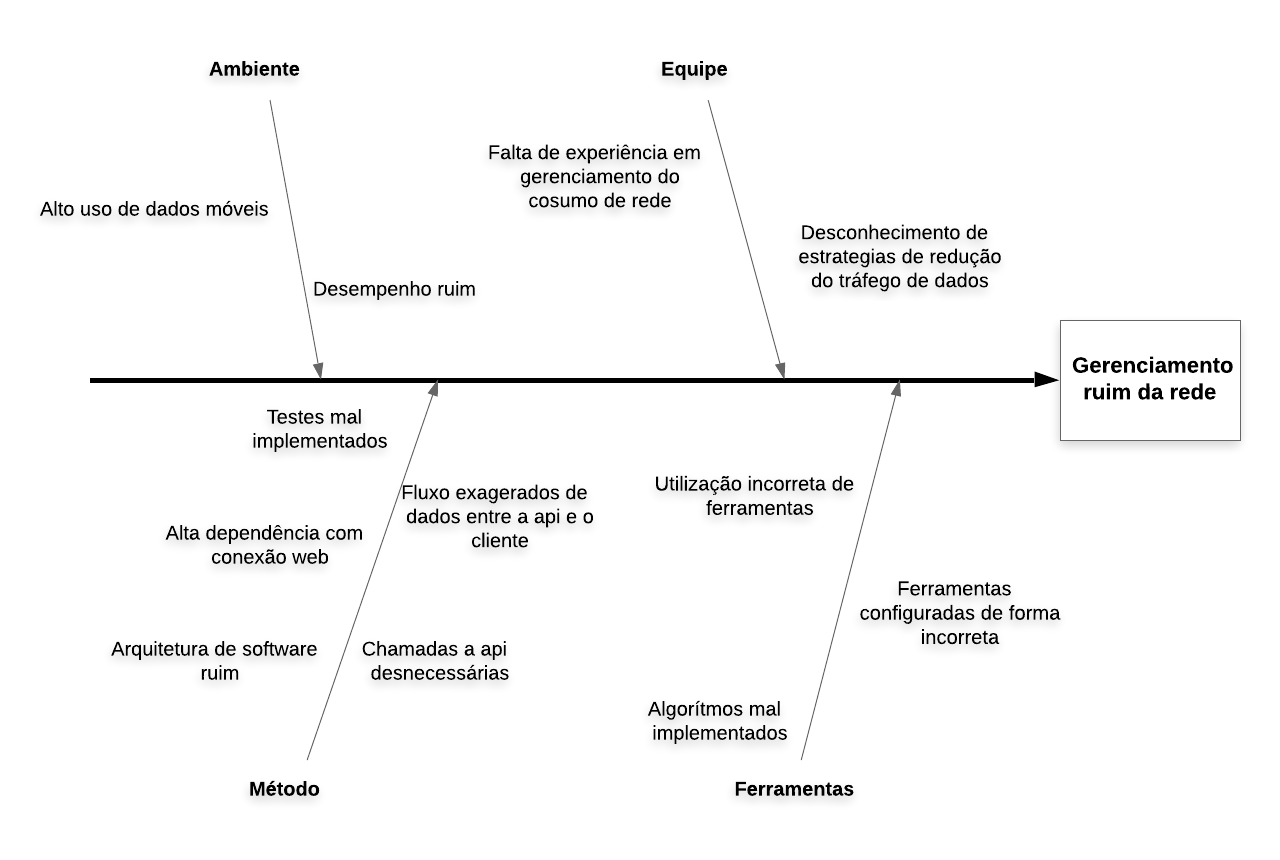 Ambiente
Equipe
Falta de experiência em
gerenciamento do
cosumo de rede
Alto uso de dados móveis
Desconhecimento de
estrategias de redução
do tráfego de dados
Desempenho ruim
Gerenciamento
ruim da rede
Testes mal
implementados
Fluxo exagerados de
dados entre a api e o
cliente
Utilização incorreta de
ferramentas
Alta dependência com
conexão web
Ferramentas
configuradas de forma
incorreta
Arquitetura de software
ruim
Chamadas a api
desnecessárias
Algorítmos mal
implementados
Método
Ferramentas